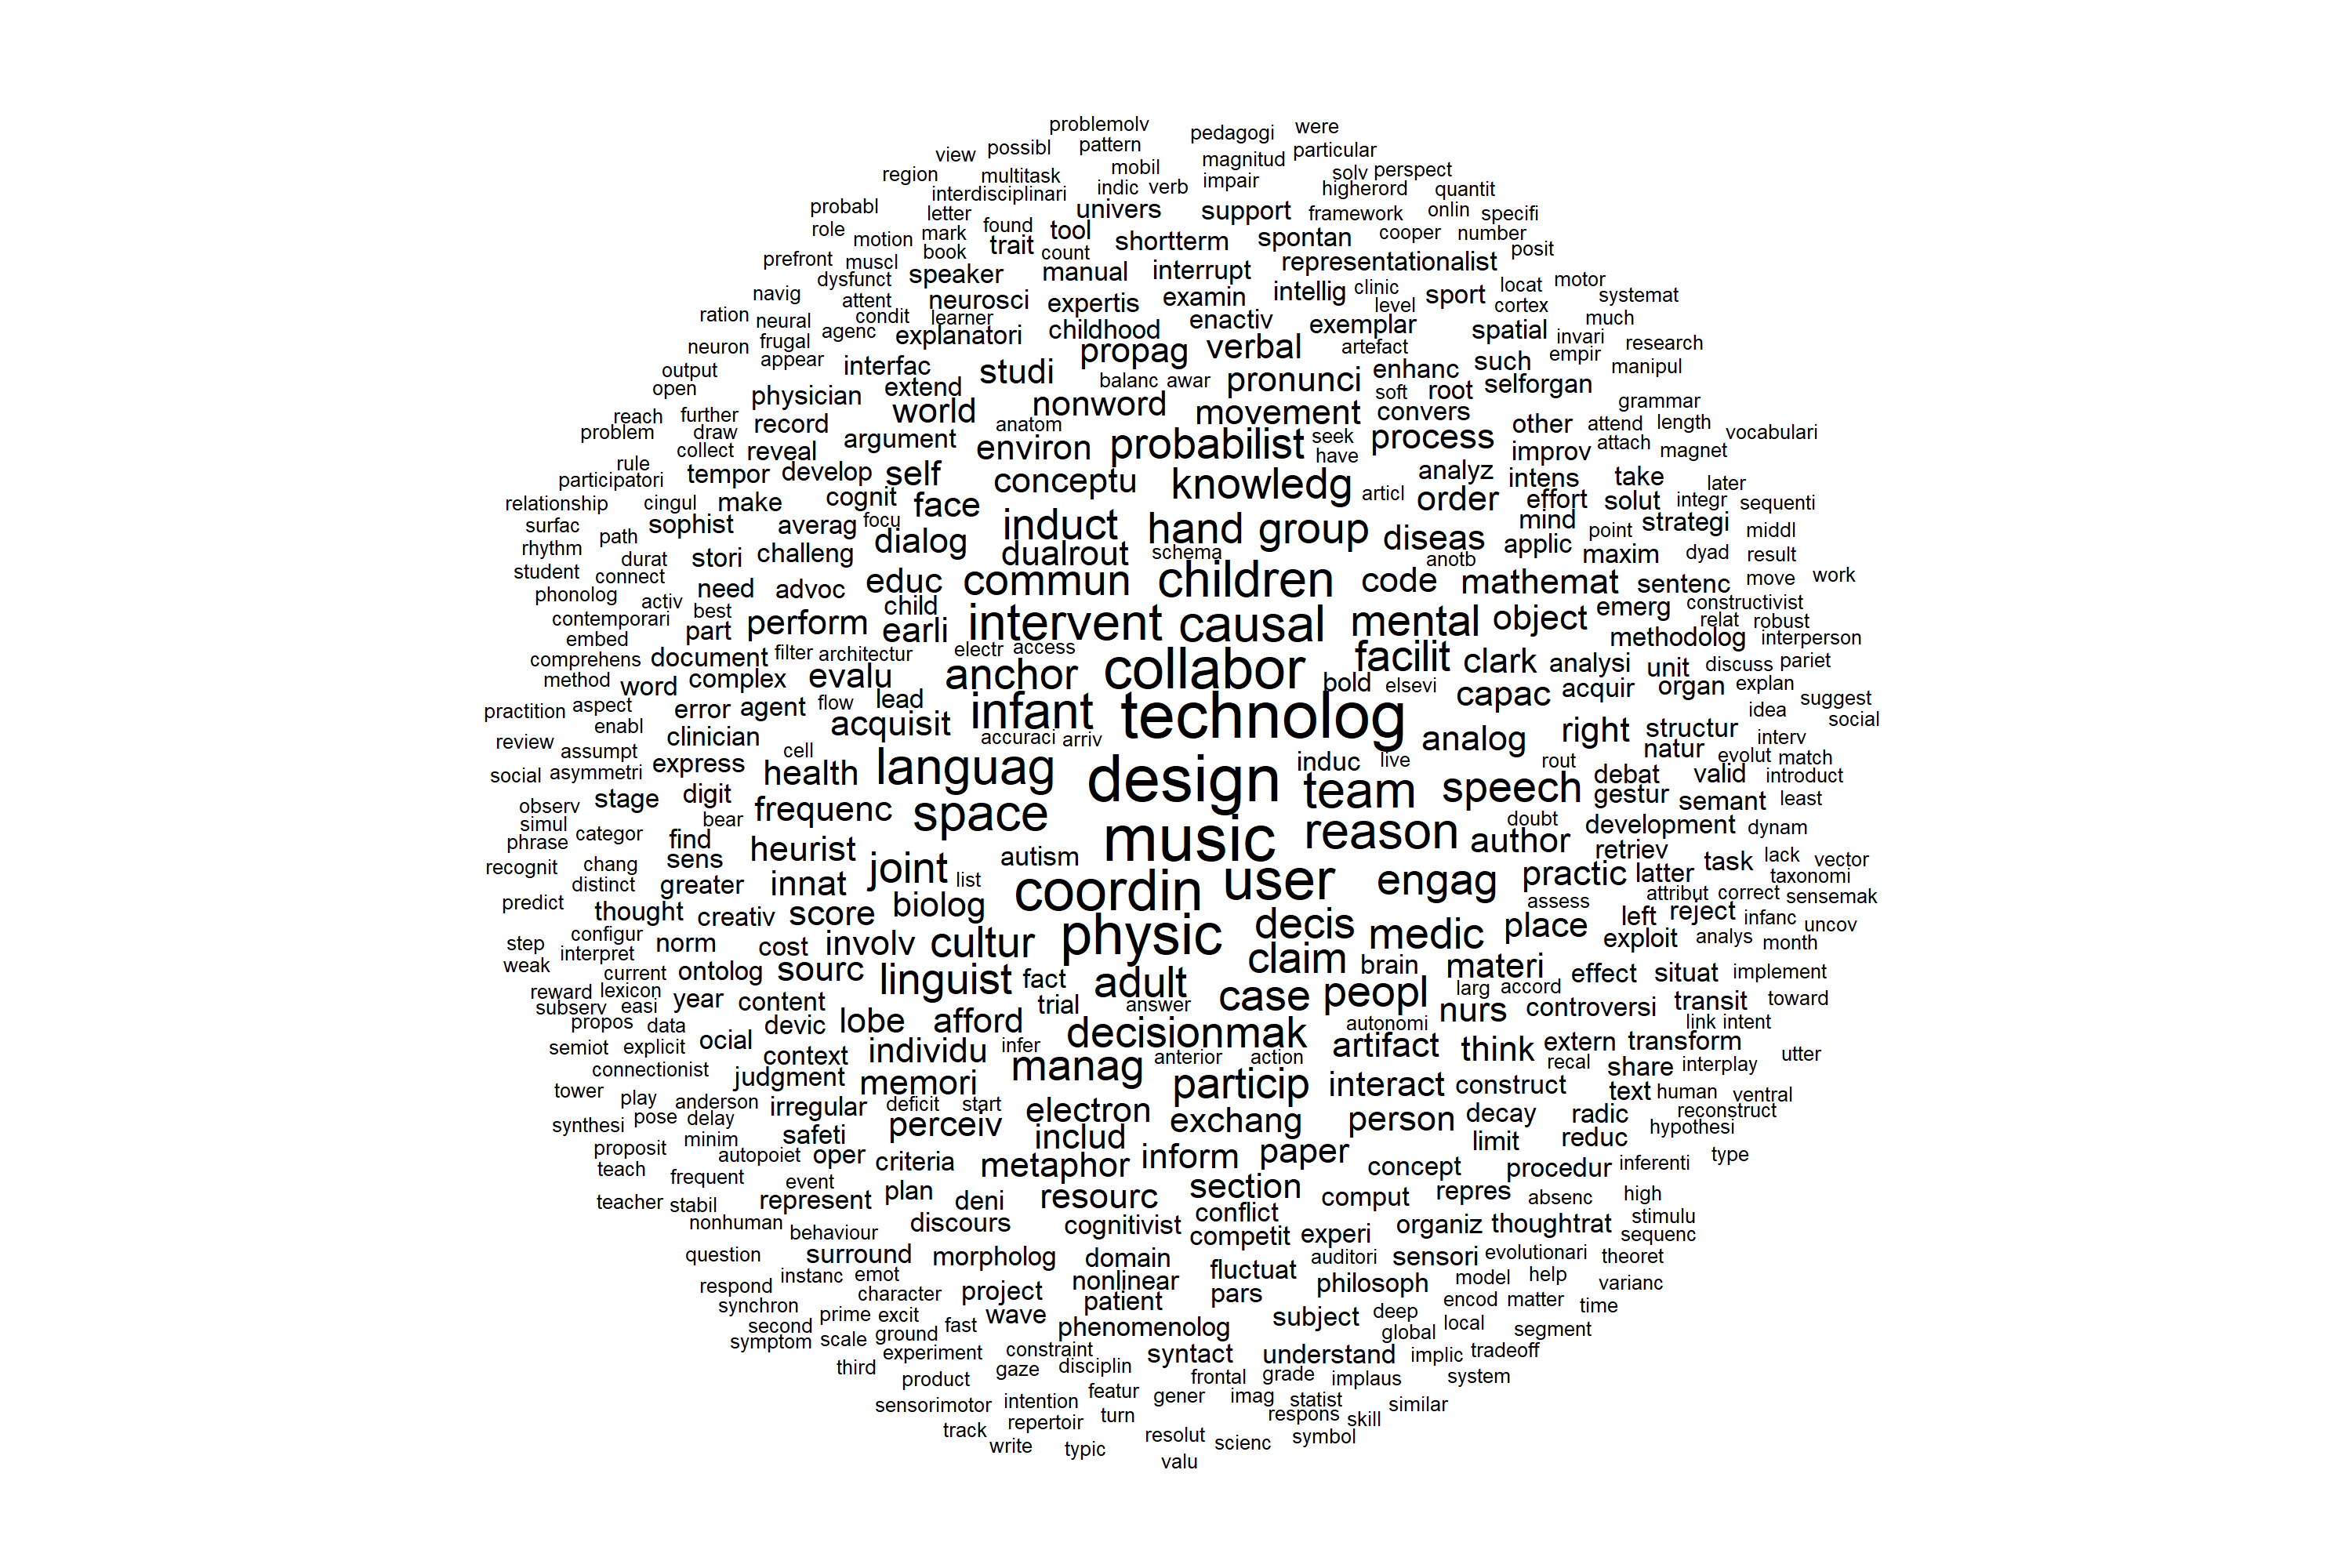 problemolv pedagogi were
view possibl pattern magnitud particular
region multitask mobil impair solv perspect
interdisciplinari indic verb higherord quantit
probabl letter univers support framework onlin specifi
role motion mark found tool shortterm spontan cooper number
book trait count posit
prefront muscl speaker manual interrupt representationalist
dysfunct intellig clinic locat motor
navig attent neurosci expertis examin level sport cortex systemat
ration neural condit learner childhood enactiv exemplar spatial much
neuron frugal agenc explanatori propag verbal artefact invari research
output appear interfac studi balanc awar pronunci enhanc such empir manipul
open physician extend world nonword movement soft root selforgan
reach further record anatom convers other attend length grammar
problem draw argument environ probabilist seek process improv attach magnet vocabulari
collect reveal have
rule tempor develop self conceptu knowledg analyz intens take later
participatori cognit articl order effort solut integr sequenti
relationship cingul make face
surfac path sophist averag focu induct hand group diseas mind point strategi middl
rhythm durat stori challeng dialog dualrout schema applic maxim dyad result
student connect need advoc educ commun children anotb code mathemat sentenc move work
phonolog activ best child constructivist
contemporari part perform earli intervent causal mental object emerg relat robust
embed methodolog interperson
comprehens document filter architectur electr access collabor facilit clark analysi unit discuss pariet
method word complex evalu anchor bold elsevi capac acquir organ explan suggest
practition aspect error agent flow lead infant technolog idea social
enabl acquisit accuraci arriv analog right structur interv
review assumpt clinician cell natur evolut match
social asymmetri express health languag design induc live rout debat valid introduct
observ stage digit frequenc space team speech gestur semant least
simul bear music reason doubt development dynam
phrase categor find heurist author retriev
recognit chang sens joint autism task lack vector
distinct greater innat list coordin user engag practic latter taxonomi
predict thought creativ score biolog attribut correct sensemak
configur assess left reject infanc uncov
step interpret norm cost involv cultur physic decis medic place exploit analys month
weak current ontolog sourc linguist fact adult claim brain materi effect situat implement
reward lexicon year content trial answer case peopl larg accord controversi transit toward
subserv easi
propos data ocial devic lobe afford decisionmak autonomi nurs link intent
semiot explicit context individu infer artifact think extern transform utter
connectionist judgment memori manag anterior action recal share interplay
tower play anderson irregular deficit start particip interact construct text human ventral
synthesi pose delay safeti perceiv electron exchang person decay radic reconstruct
proposit minim includ limit reduc hypothesi
teach autopoiet oper criteria metaphor inform paper concept procedur inferenti type
frequent event
teacher stabil represent plan deni resourc section comput repres absenc high
nonhuman behaviour discours cognitivist conflict competit experi organiz thoughtrat stimulu
sequenc
question surround morpholog domain auditori sensori evolutionari theoret
respond instanc emot project nonlinear fluctuat philosoph model help varianc
synchron character patient pars encod matter time
second prime excit wave subject deep
symptom scale ground fast phenomenolog global local segment
third experiment constraint syntact understand implic tradeoff
product gaze disciplin frontal grade implaus system
sensorimotor intention featur gener imag statist similar
track repertoir turn respons skill
write typic resolut scienc symbol
valu